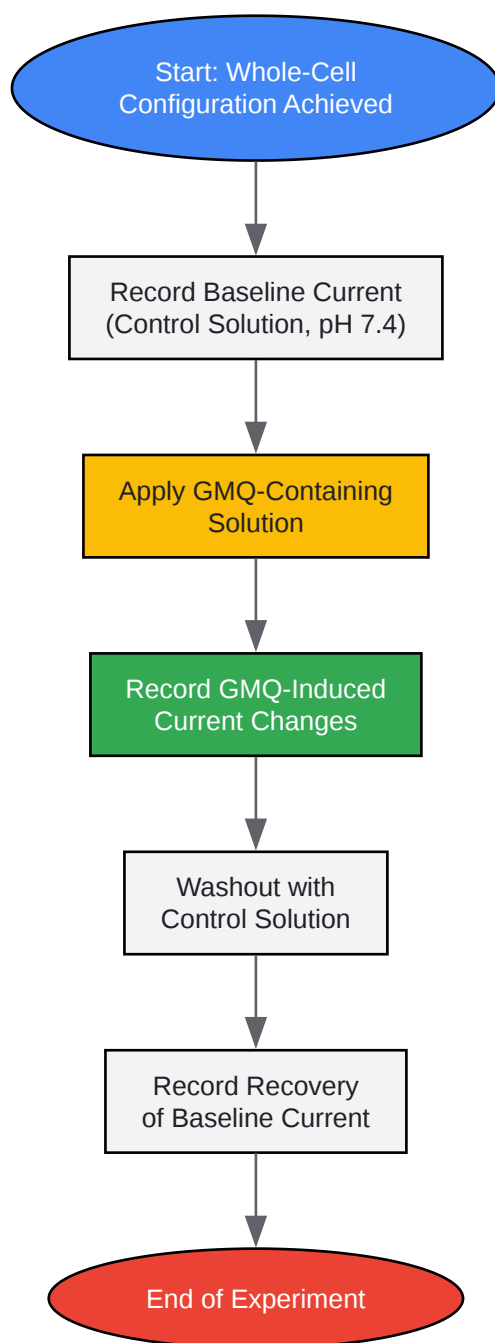 Start: Whole-Cell
Configuration Achieved
Record Baseline Current
(Control Solution, pH 7.4)
Apply GMQ-Containing
Solution
Record GMQ-Induced
Current Changes
Washout with
Control Solution
Record Recovery
of Baseline Current
End of Experiment